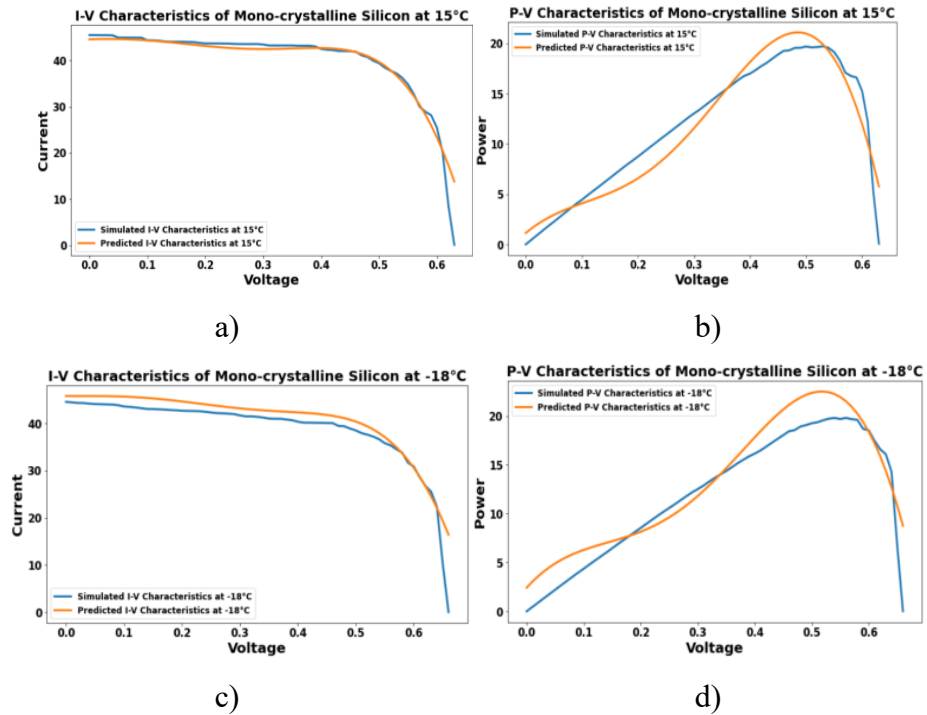 I-V Characteristics of Mono-crystalline Silicon at 15°C
Current
40
30
20
10
0
Simulated I-V Characteristics at 15°C
Predicted I-V Characteristics at 15°C
0.0 0.1 0.2 0.3 0.4 0.5 0.6
Voltage
a)
P-V Characteristics of Mono-crystalline Silicon at 15°C
Power
20
15
10
5
0
Simulated P-V Characteristics at 15°C
Predicted P-V Characteristics at 15°C
0.0 0.1 0.2 0.3 0.4 0.5 0.6
Voltage
b)
I-V Characteristics of Mono-crystalline Silicon at -18°C
Current
40
30
20
10
0
Simulated I-V Characteristics at -18°C
Predicted I-V Characteristics at -18°C
0.0 0.1 0.2 0.3 0.4 0.5 0.6
Voltage
c)
P-V Characteristics of Mono-crystalline Silicon at -18°C
Power
20
15
10
5
0
Simulated P-V Characteristics at -18°C
Predicted P-V Characteristics at -18°C
0.0 0.1 0.2 0.3 0.4 0.5 0.6
Voltage
d)